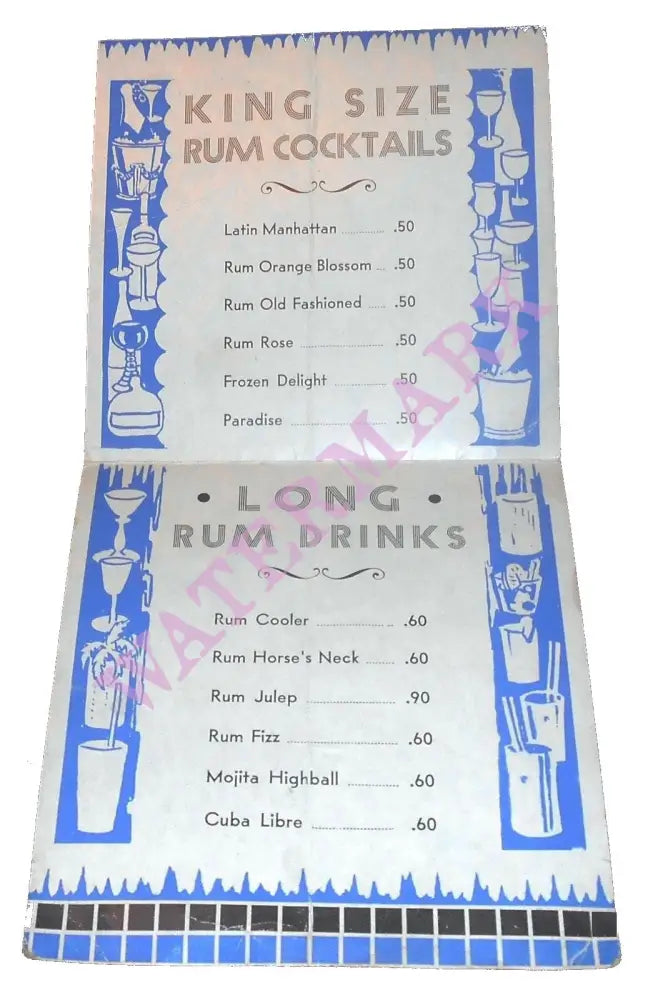 KING SIZE
RUM COCKTAILS
Latin Manhattan .50
Rum Orange Blossom .50
Rum Old Fashioned .50
Rum Rose .50
Frozen Delight .50
Paradise .50
• LONG •
RUM DRINKS
Rum Cooler .60
Rum Horse's Neck .60
Rum Julep .90
Rum Fizz .60
Mojita Highball .60
Cuba Libre .60
WATERMARK